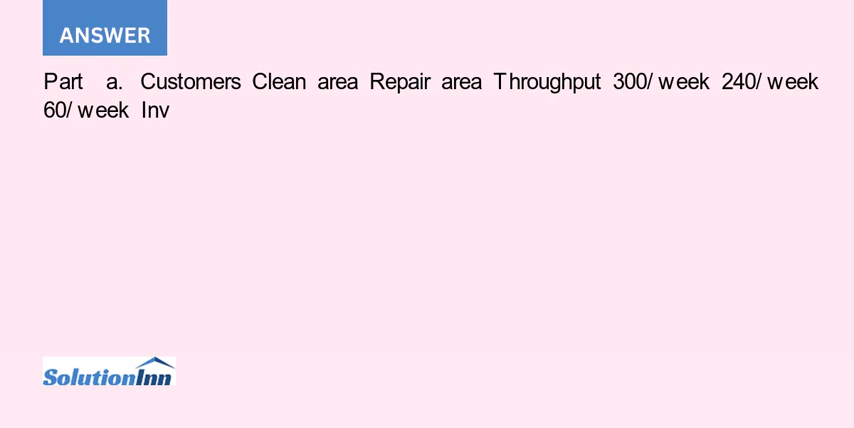 ANSWER
Part a. Customers Clean area Repair area Throughput 300/ week 240/ week
60/ week Inv
SolutionInn